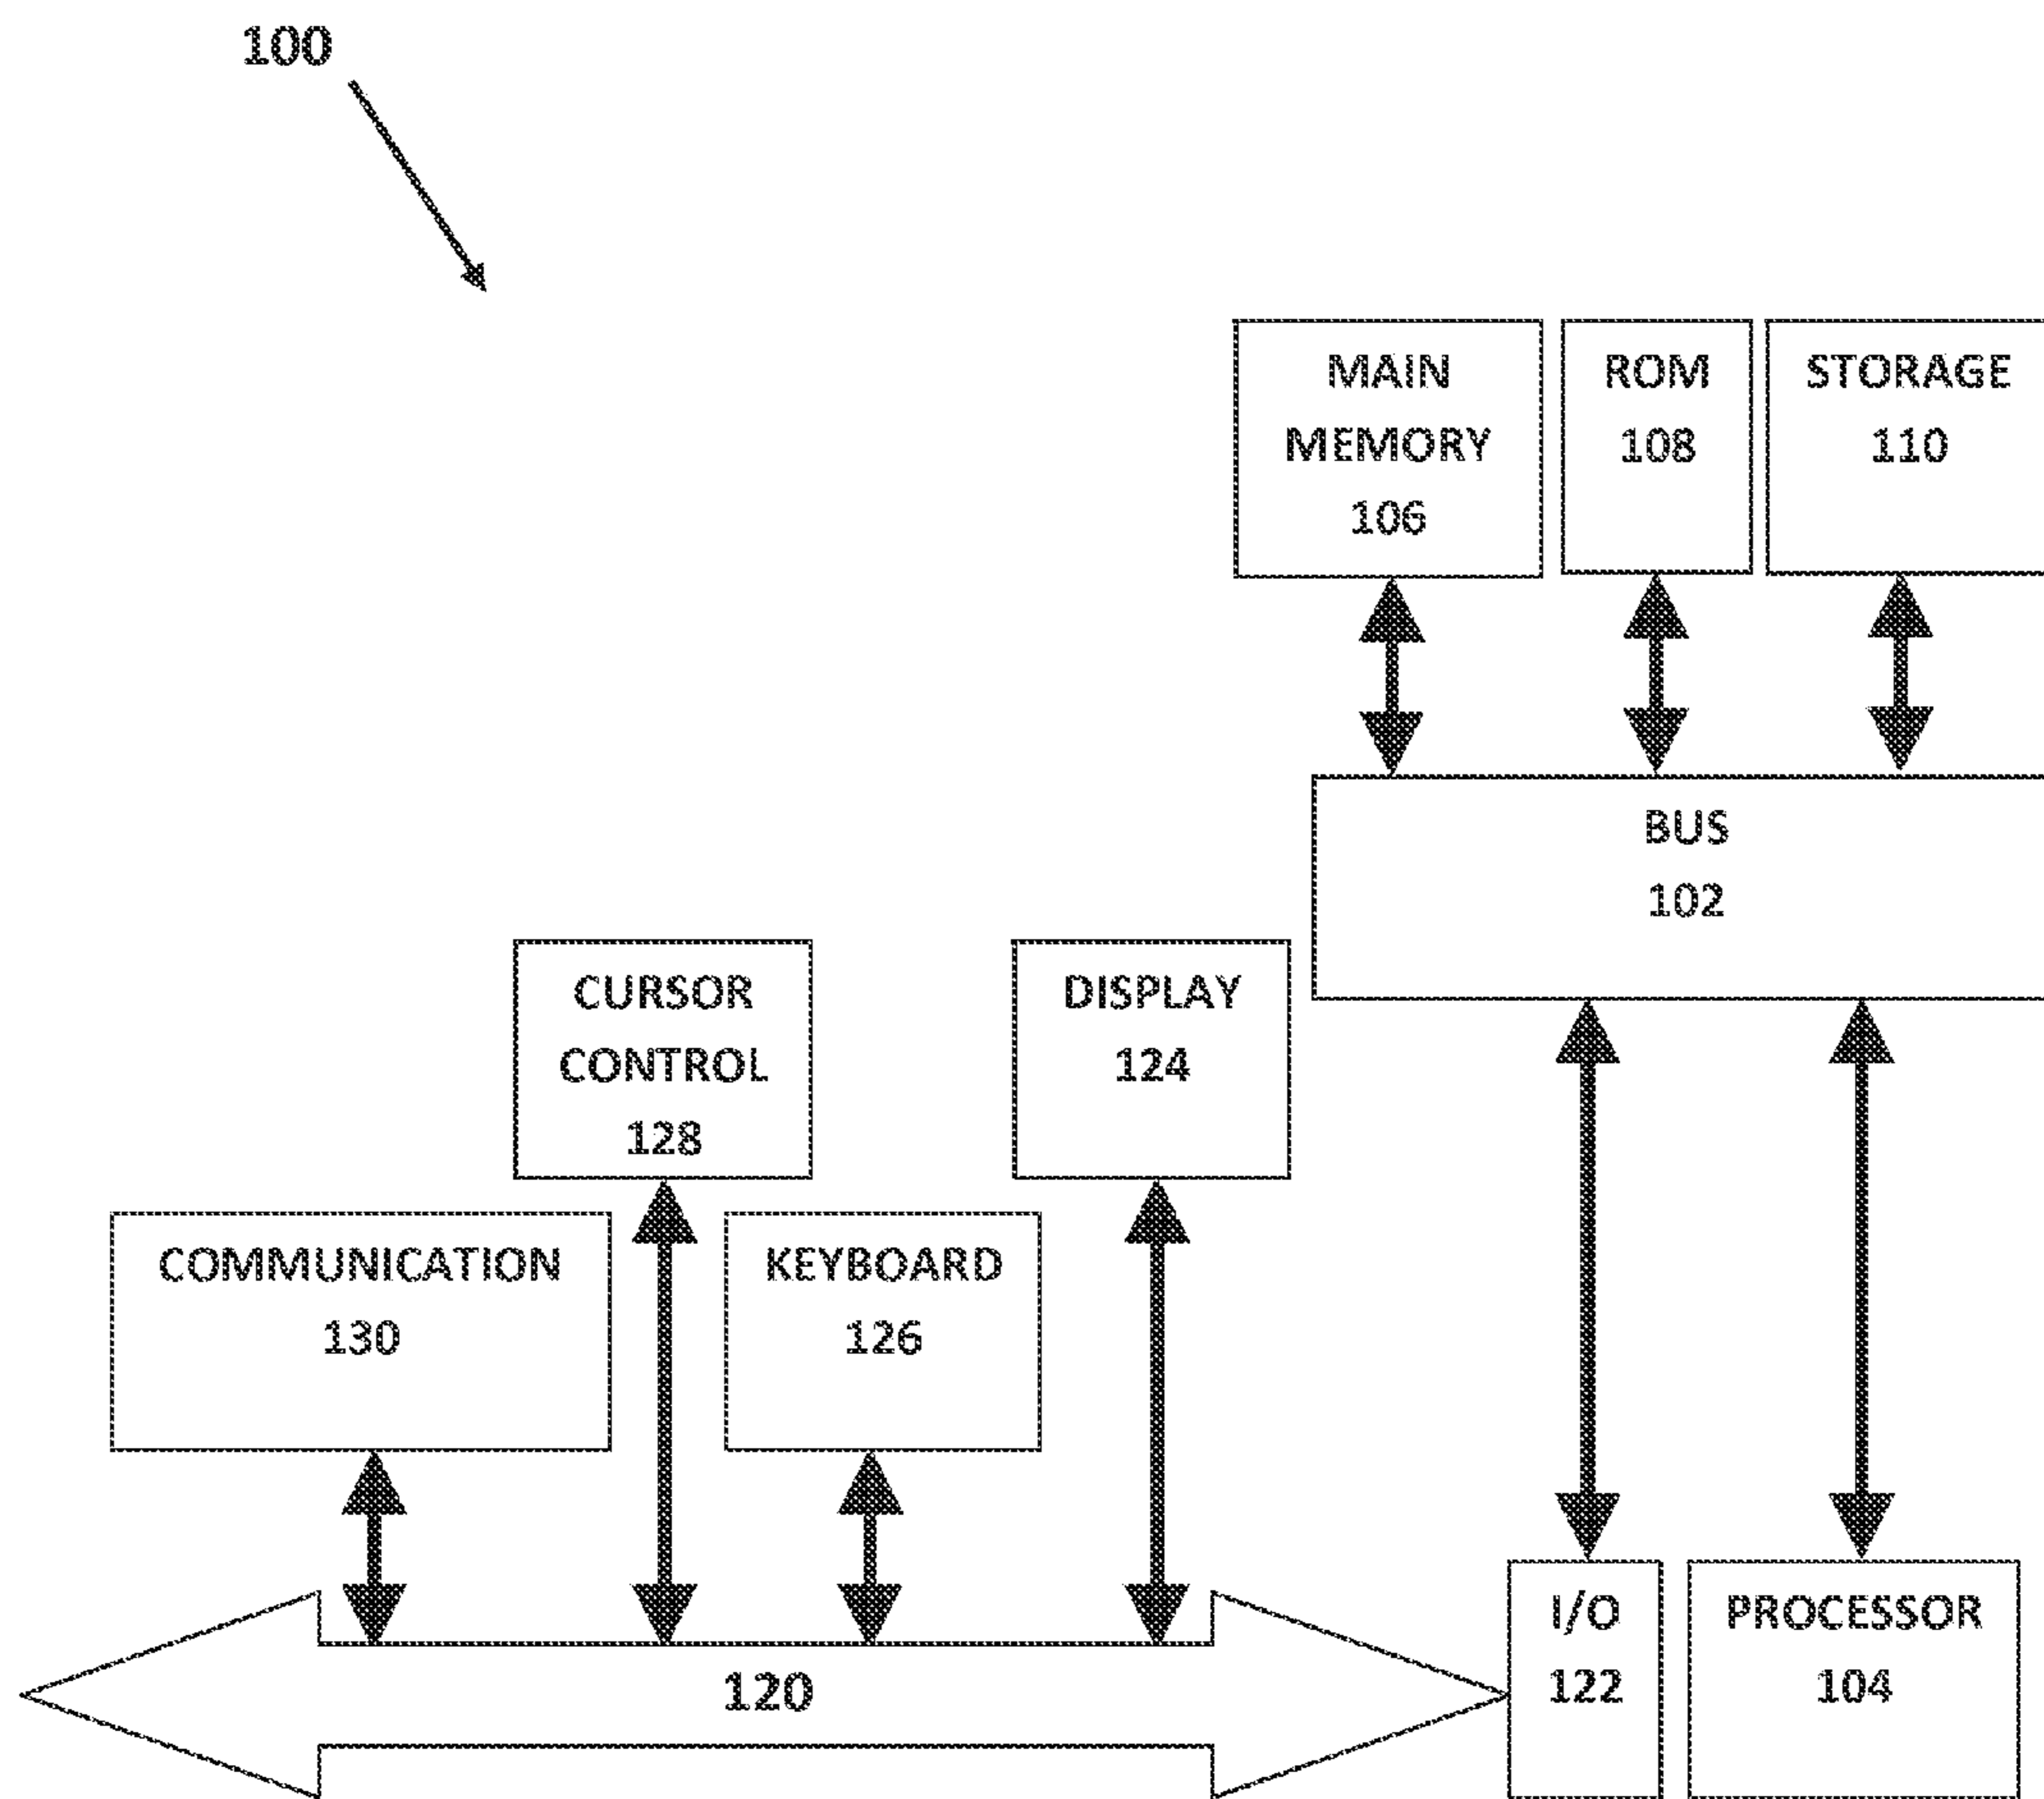 100
MAIN
MEMORY
106
ROM
108
STORAGE
110
BUS
102
CURSOR
CONTROL
128
DISPLAY
124
COMMUNICATION
130
KEYBOARD
126
I/O
122
PROCESSOR
104
120